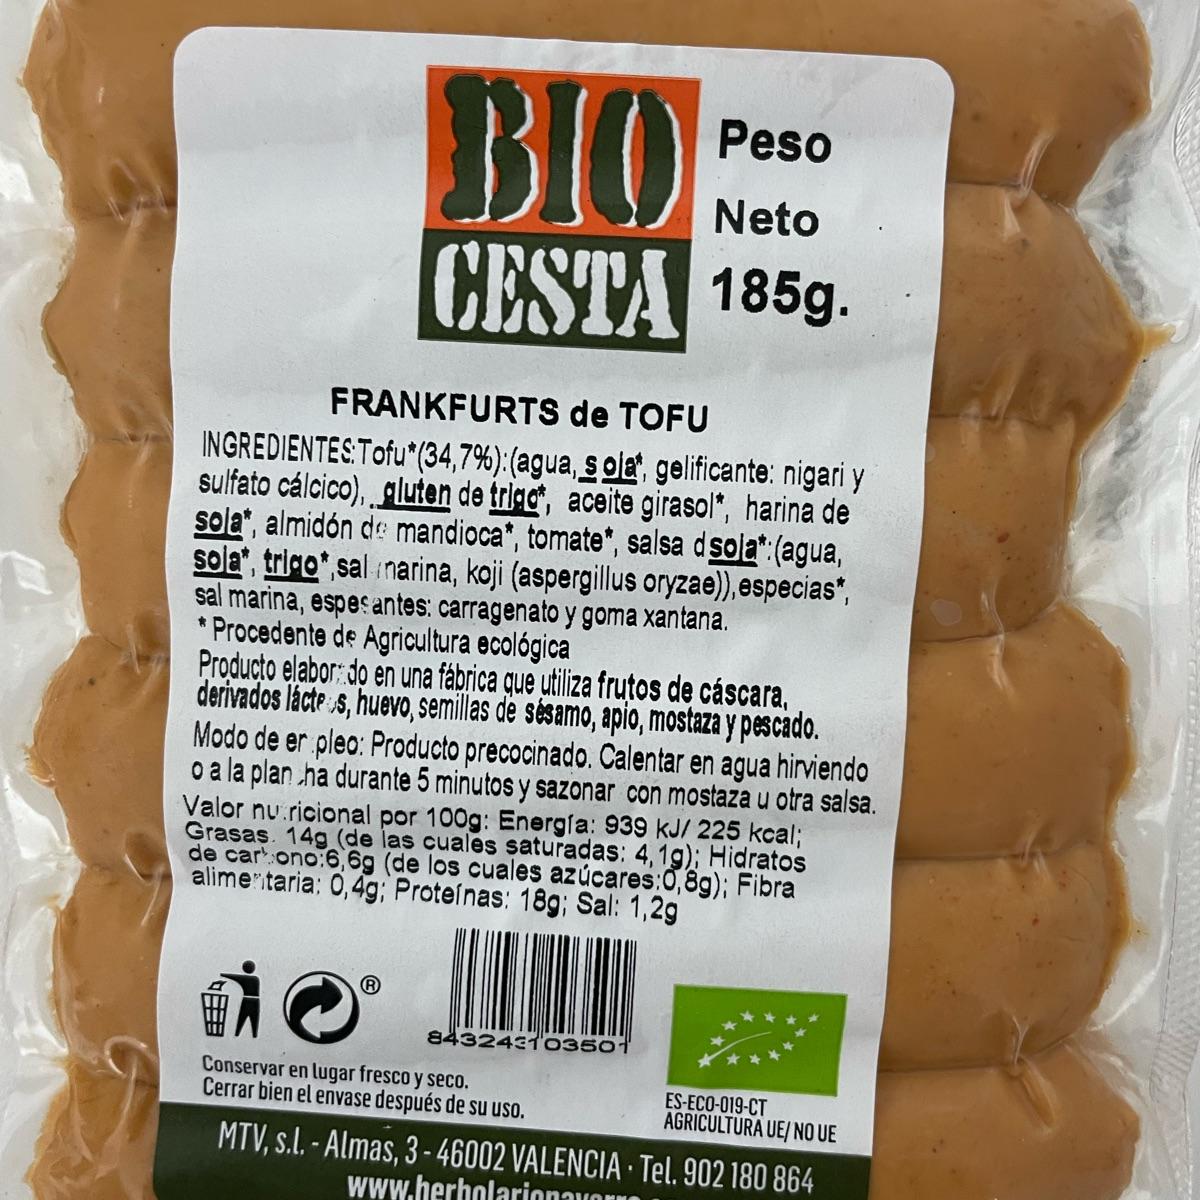 BIO
CESTA
Peso
Neto
185g.
FRANKFURTS de TOFU
INGREDIENTES:Tofu*(34,7%):(agua, soja*, gelificante: nigari y
sulfato cálcico), gluten de trigo*, aceite girasol*, harina de
soja*, almidón de mandioca*, tomate*, salsa d soja*:(agua,
soja*, trigo*,sal marina, koji (aspergillus oryzae)),especias*,
sal marina, espesantes: carragenato y goma xantana.
* Procedente de Agricultura ecológica
Producto elaborado en una fábrica que utiliza frutos de cáscara,
derivados lácteos, huevo, semillas de sésamo, apio, mostaza y pescado.
Modo de empleo: Producto precocinado. Calentar en agua hirviendo
o a la plancha durante 5 minutos y sazonar con mostaza u otra salsa.
Valor nutricional por 100g: Energía: 939 kJ/ 225 kcal;
Grasas. 14g (de las cuales saturadas: 4,1g); Hidratos
de carbono:6,6g (de los cuales azúcares:0,8g); Fibra
alimentaria: 0,4g; Proteínas: 18g; Sal: 1,2g
®
843243103501
Conservar en lugar fresco y seco.
Cerrar bien el envase después de su uso.
ES-ECO-019-CT
AGRICULTURA UE/ NO UE
MTV, s.l. - Almas, 3 - 46002 VALENCIA · Tel. 902 180 864